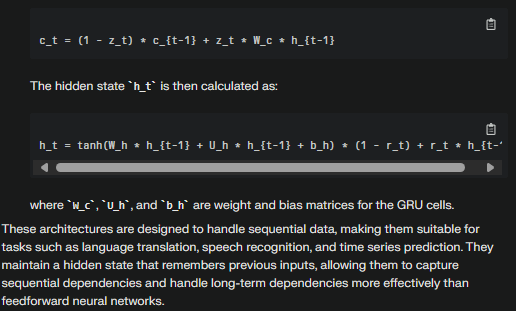 c_t = (1 - z_t) * c_{t-1} + z_t * W_c * h_{t-1}
The hidden state `h_t` is then calculated as:
h_t = tanh(W_h * h_{t-1} + U_h * h_{t-1} + b_h) * (1 - r_t) + r_t * h_{t-
where `W_c`, `U_h`, and `b_h` are weight and bias matrices for the GRU cells.
These architectures are designed to handle sequential data, making them suitable for
tasks such as language translation, speech recognition, and time series prediction. They
maintain a hidden state that remembers previous inputs, allowing them to capture
sequential dependencies and handle long-term dependencies more effectively than
feedforward neural networks.